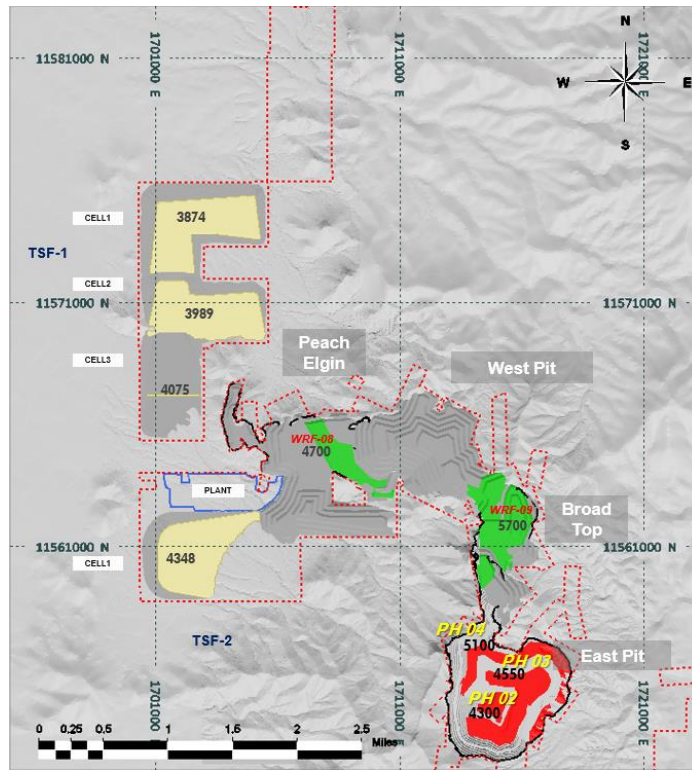 1701000 E
1711000 E
1721000 E
N
W
E
S
11581000 N
11581000 N
CELL1
3874
TSF-1
CELL2
3989
11571000 N
11571000 N
CELL3
4075
Peach
Elgin
West Pit
WRF-08
4700
PLANT
WRF-09
5700
Broad
Top
11561000 N
11561000 N
CELL1
4348
TSF-2
PH 04
5100
PH 03
4550
East Pit
PH 02
4300
1701000 E
1711000 E
1721000 E
0 0.25 0.5 1 1.5 2 2.5
Miles